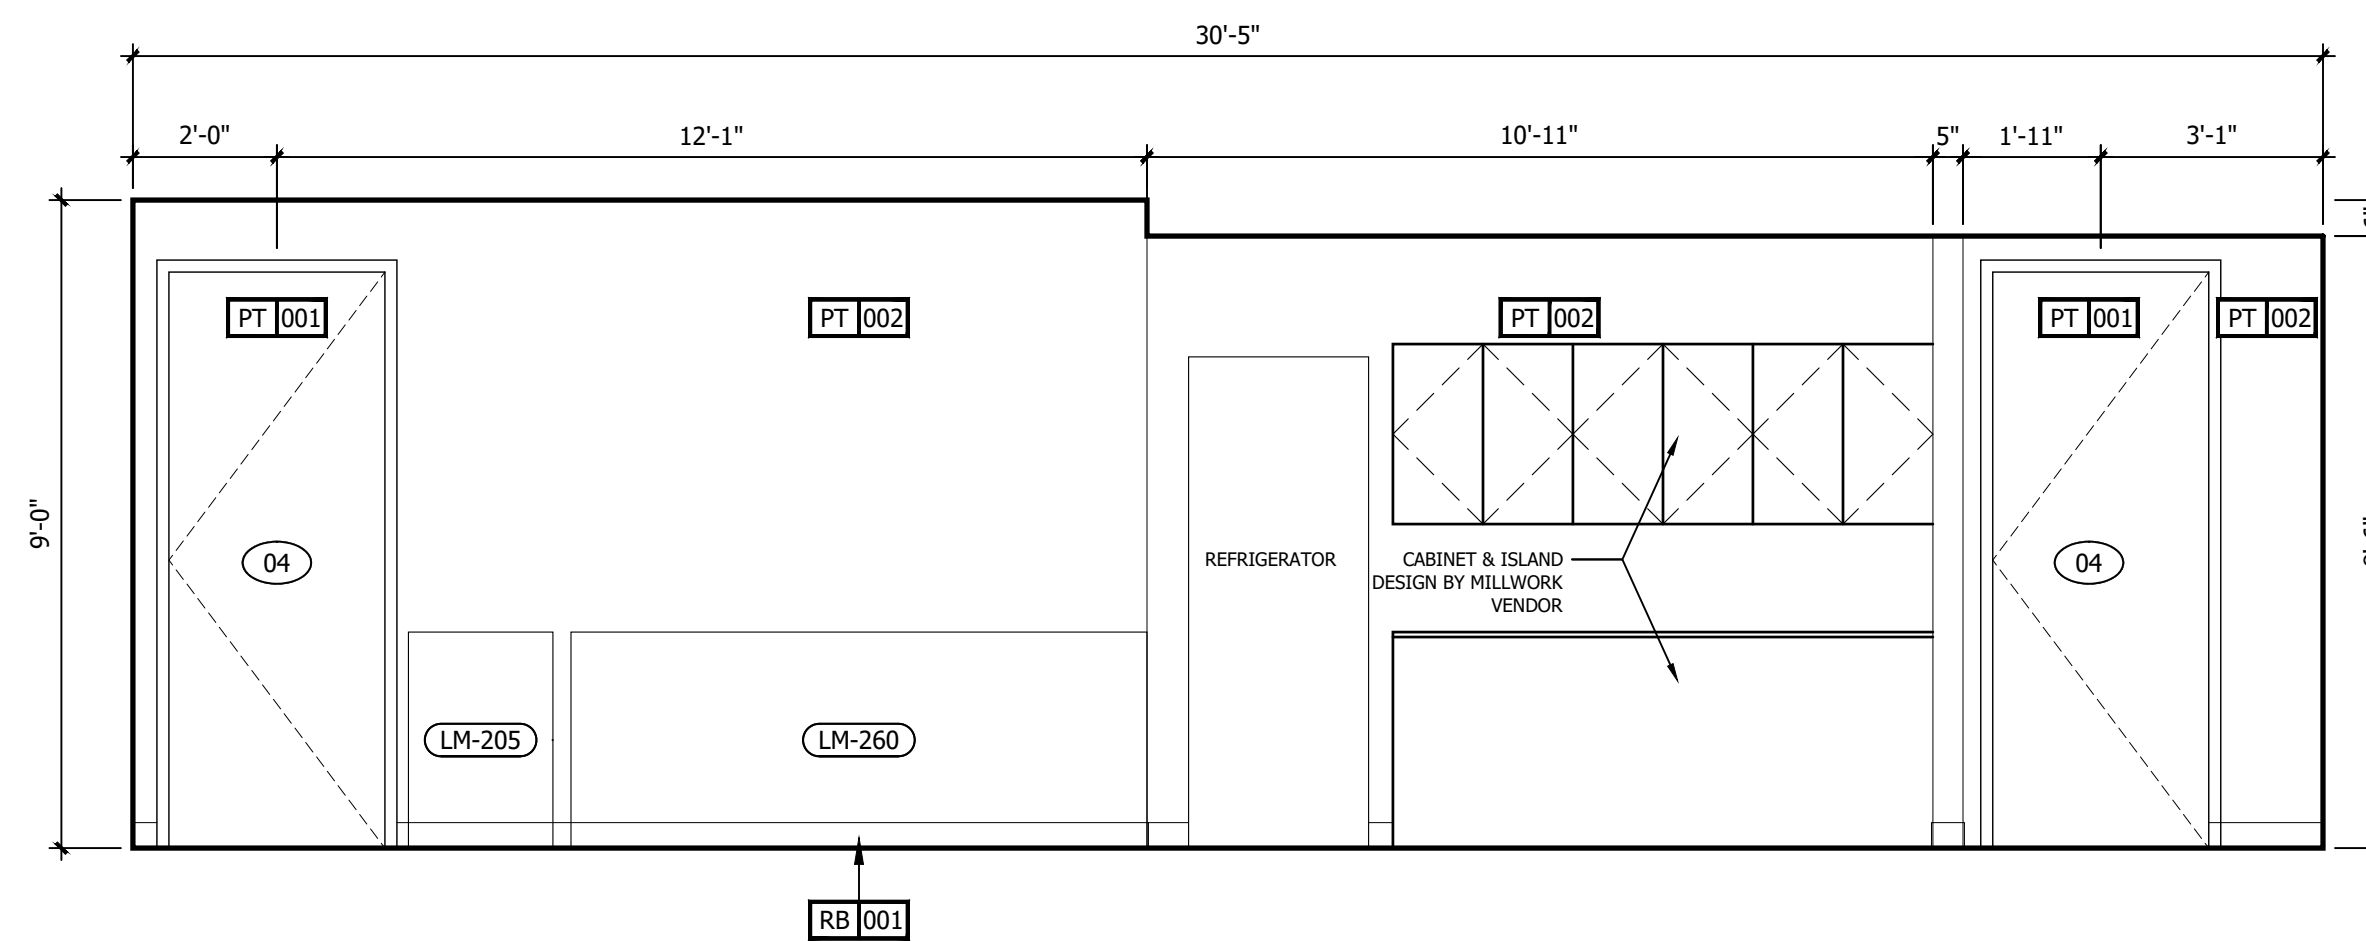 30'-5"
2'-0" 12'-1" 10'-11" 5" 1'-11" 3'-1"
PT 001 PT 002 PT 002 PT 001 PT 002
9'-0"
04 REFRIGERATOR CABINET & ISLAND 04
DESIGN BY MILLWORK
VENDOR
LM-205 LM-260
RB 001